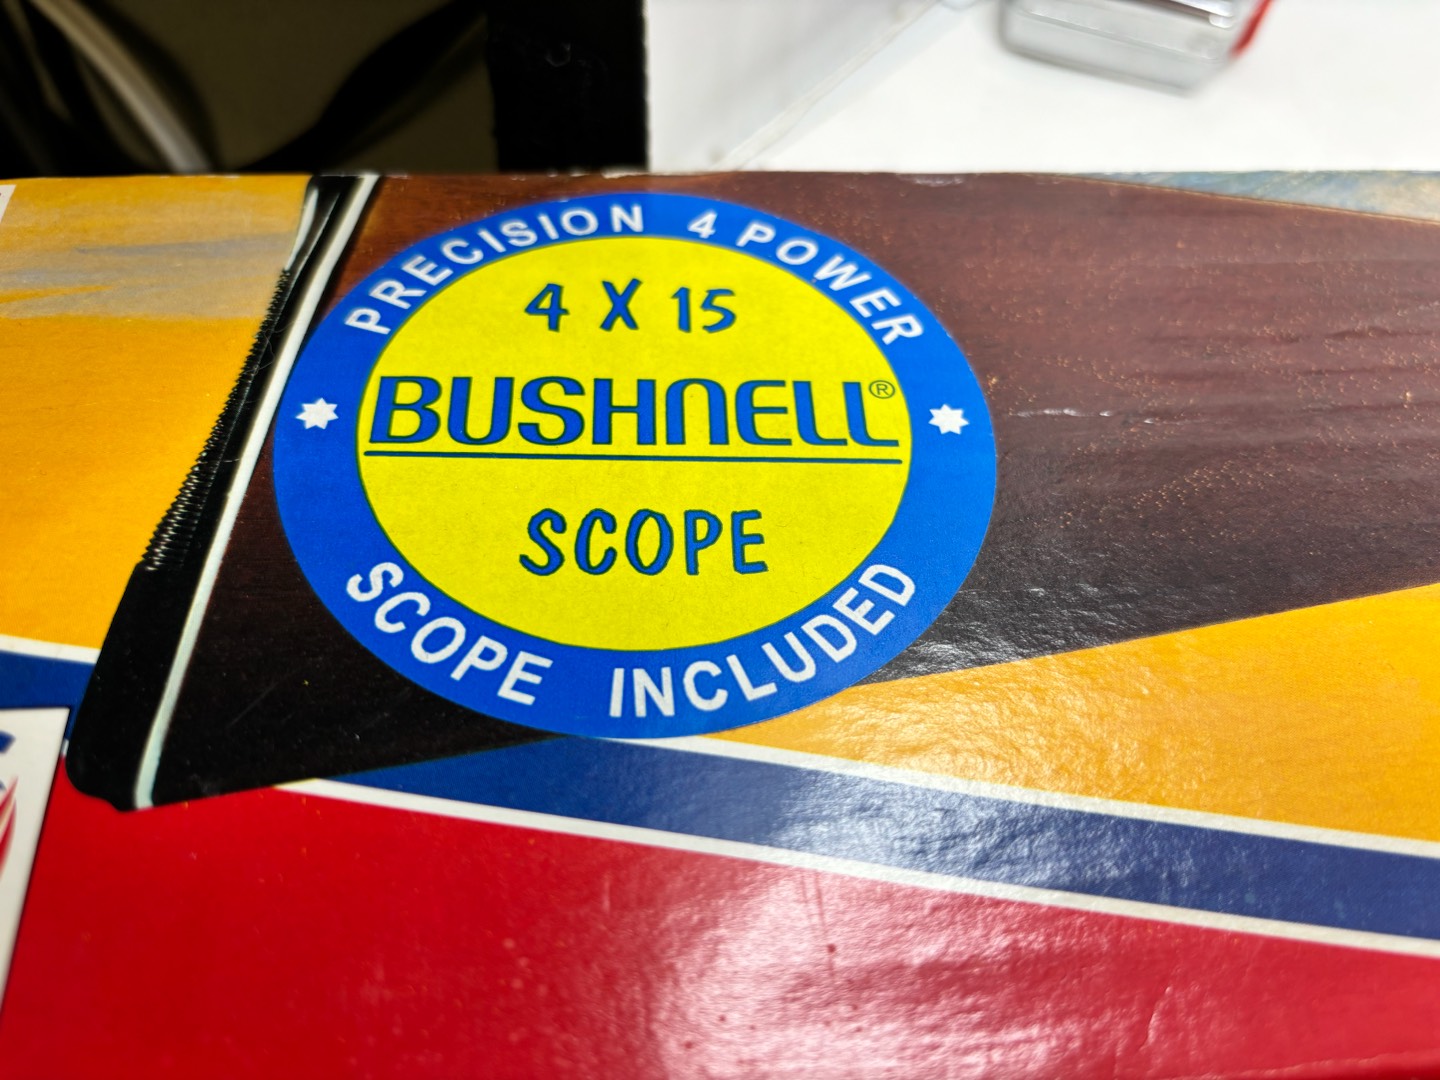 PRECISION 4 POWER
4 X 15
BUSHNELL®
SCOPE
SCOPE INCLUDED